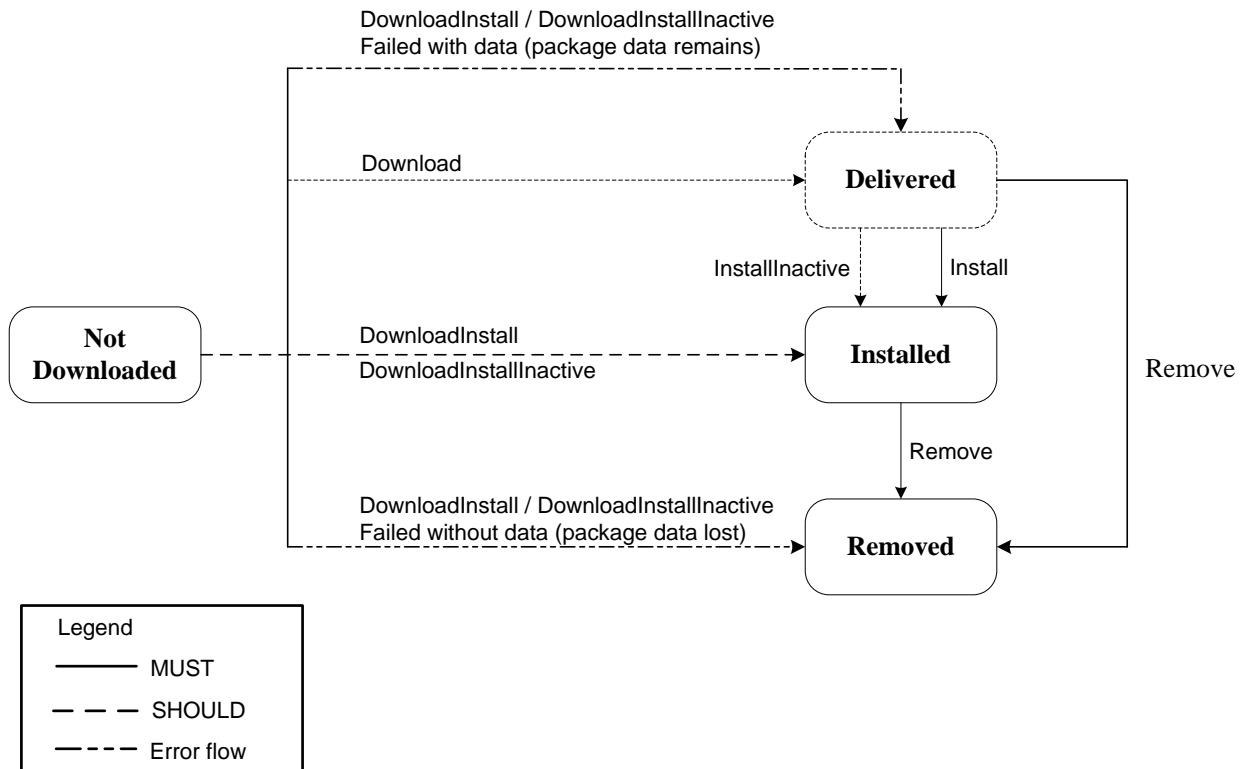 DownloadInstall / DownloadInstallInactive
Failed with data (package data remains)
Download
Delivered
InstallInactive
Install
Not
Downloaded
DownloadInstall
DownloadInstallInactive
Installed
Remove
Remove
DownloadInstall / DownloadInstallInactive
Failed without data (package data lost)
Removed
Legend
MUST
SHOULD
Error flow